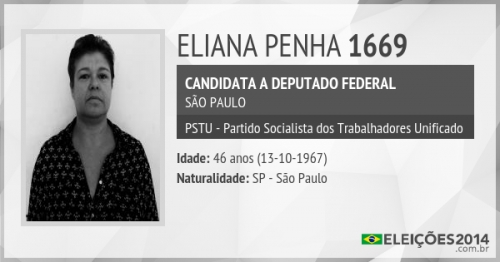 ELIANA PENHA 1669
CANDIDATA A DEPUTADO FEDERAL
SÃO PAULO
PSTU - Partido Socialista dos Trabalhadores Unificado
Idade: 46 anos (13-10-1967)
Naturalidade: SP - São Paulo
ELEIÇÕES2014
.com.br